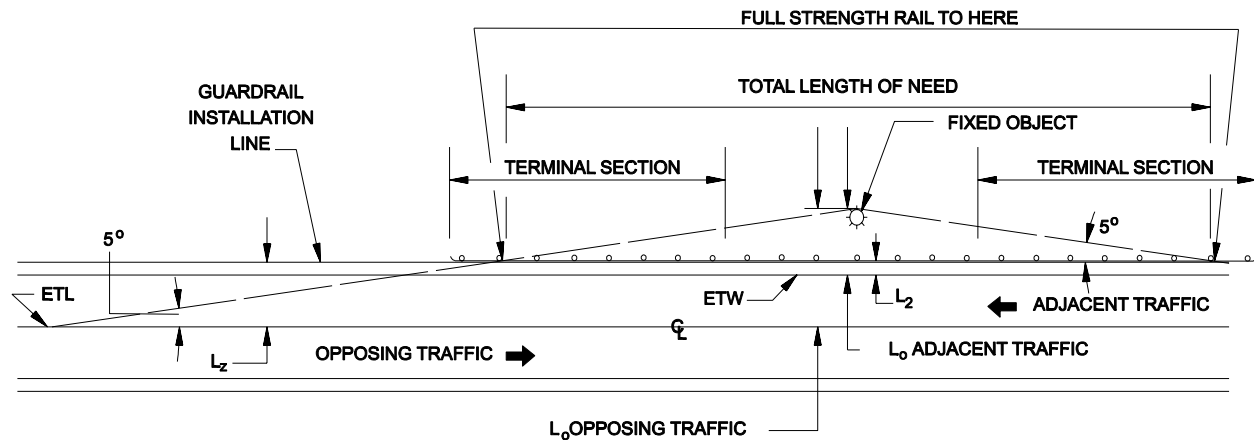 FULL STRENGTH RAIL TO HERE
TOTAL LENGTH OF NEED
GUARDRAIL
INSTALLATION
LINE
FIXED OBJECT
TERMINAL SECTION
TERMINAL SECTION
5°
5°
ETL
ETW
L2
ADJACENT TRAFFIC
℄
Lz
OPPOSING TRAFFIC
Lo ADJACENT TRAFFIC
LoOPPOSING TRAFFIC